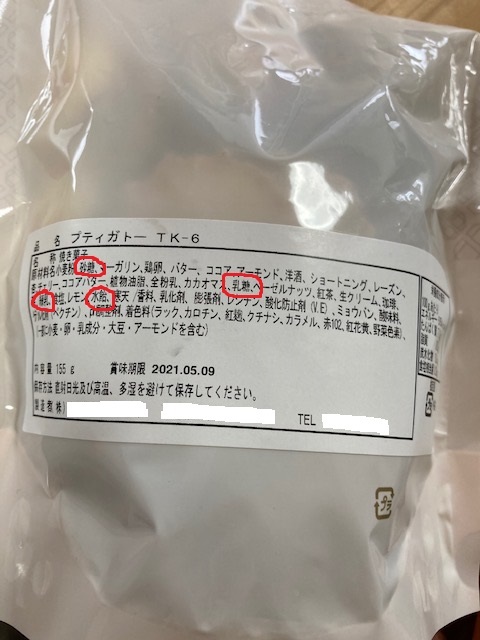 品 名 プティガトー TK-6
名 称 焼き菓子
原材料名 小麦粉、砂糖、マーガリン、鶏卵、バター、ココア、アーモンド、洋酒、ショートニング、レーズン、
チェリー、ココアバター、植物油脂、全粉乳、カカオマス、乳糖、ヘーゼルナッツ、紅茶、生クリーム、珈琲、
食塩、レモン、水飴、寒天/香料、乳化剤、膨張剤、レシチン、酸化防止剤(V.E)、ミョウバン、酸味料、
(ペクチン)、着色料(ラック、カロチン、紅麹、クチナシ、カラメル、赤102、紅花黄、野菜色素)、
(一部に小麦・卵・乳成分・大豆・アーモンドを含む)
内容量 155g 賞味期限 2021.05.09
保存方法 直射日光及び高温、多湿を避けて保存してください。
製造者 株) TEL
プラ